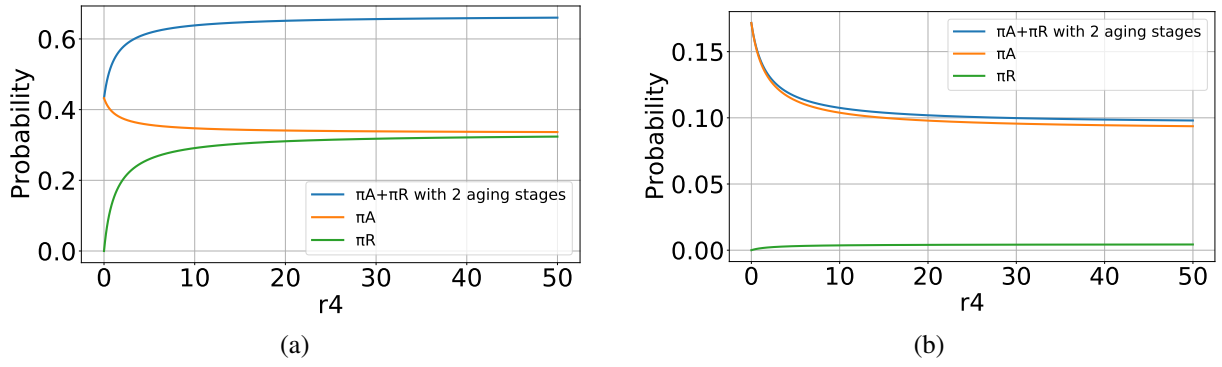 Probability
0.6
0.4
0.2
0.0
πA+πR with 2 aging stages
πA
πR
0 10 20 30 40 50
r4
(a)
Probability
0.15
0.10
0.05
0.00
πA+πR with 2 aging stages
πA
πR
0 10 20 30 40 50
r4
(b)